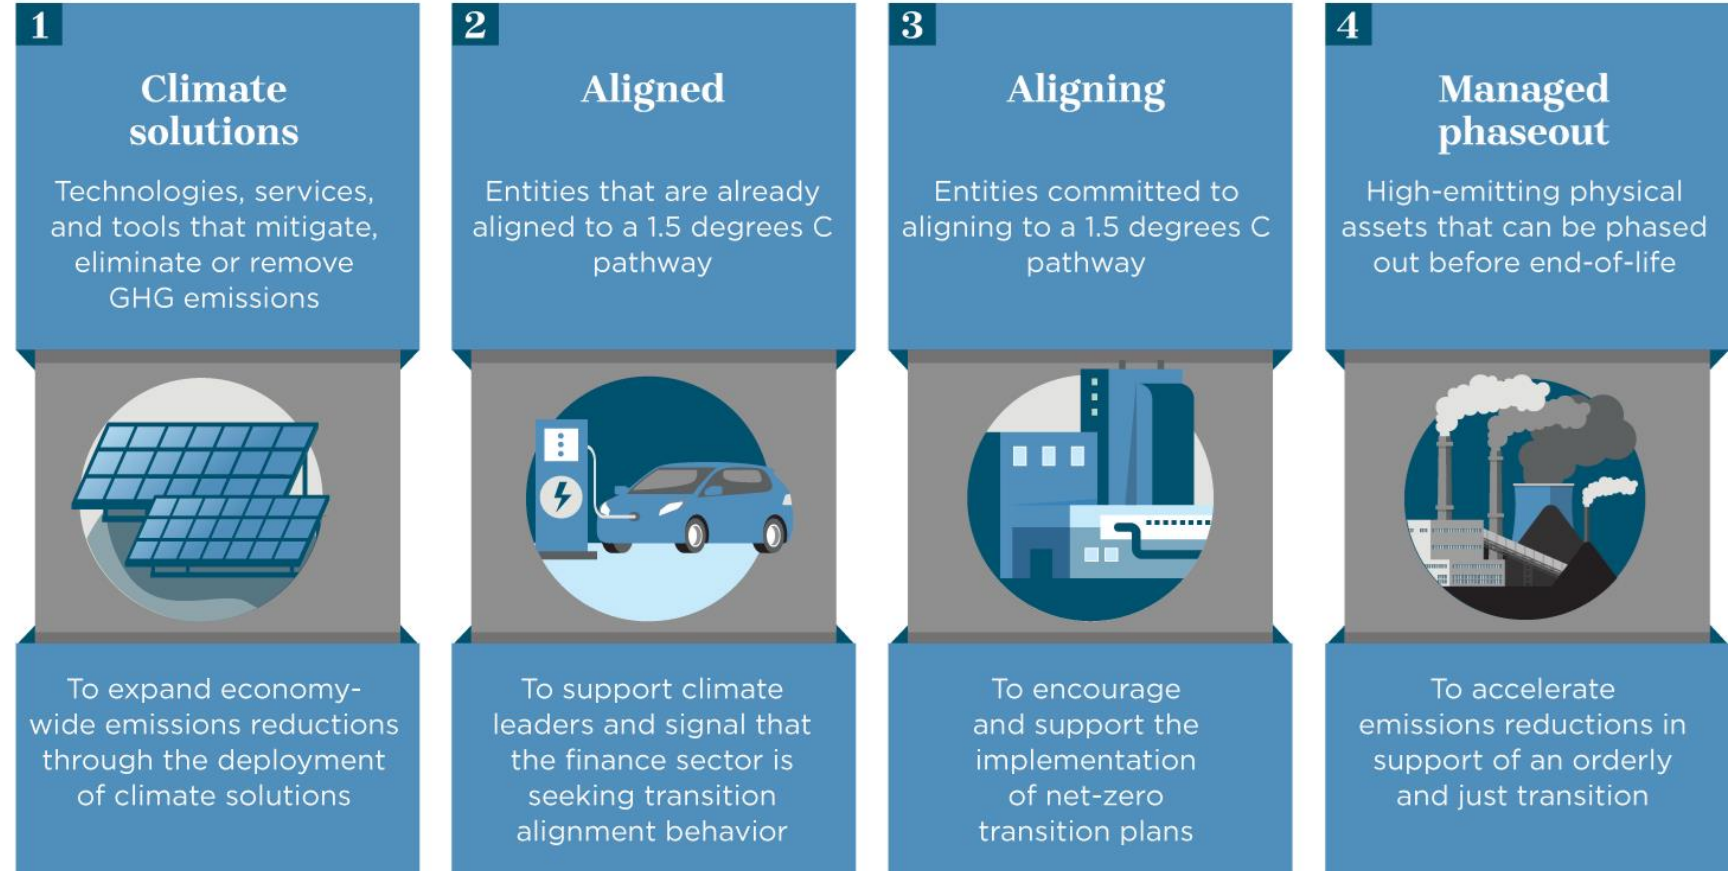 1
Climate
solutions
Technologies, services,
and tools that mitigate,
eliminate or remove
GHG emissions
To expand economy-
wide emissions reductions
through the deployment
of climate solutions
2
Aligned
Entities that are already
aligned to a 1.5 degrees C
pathway
To support climate
leaders and signal that
the finance sector is
seeking transition
alignment behavior
3
Aligning
Entities committed to
aligning to a 1.5 degrees C
pathway
To encourage
and support the
implementation
of net-zero
transition plans
4
Managed
phaseout
High-emitting physical
assets that can be phased
out before end-of-life
To accelerate
emissions reductions in
support of an orderly
and just transition